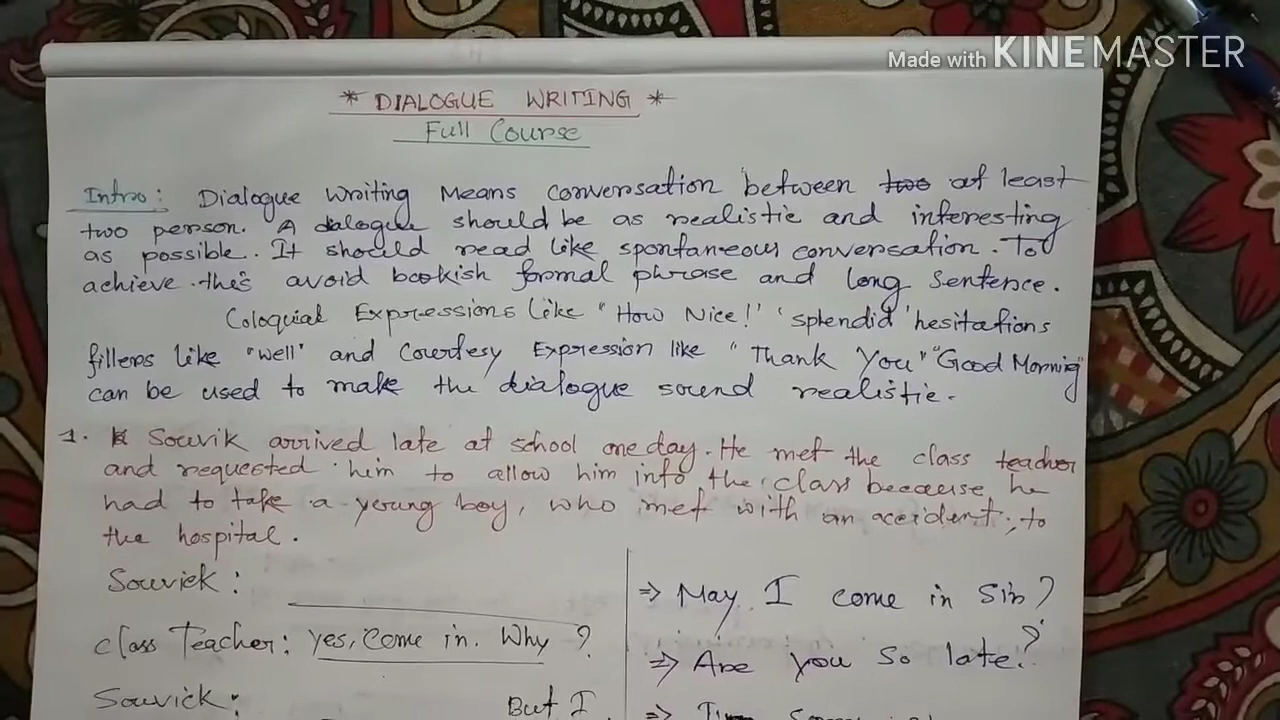 Made with KINEMASTER
* DIALOGUE WRITING *
Full Course
Intro: Dialogue Writing Means conversation between two at least
two person. A dialogue should be as realistic and interesting
as possible. It should read like spontaneous conversation. To
achieve this avoid bookish formal phrase and long sentence.
Coloquial Expressions like "How Nice!" 'splendid' hesitations
fillers like "well" and Courtesy Expression like "Thank You" "Good Morning"
can be used to make the dialogue sound realistic.
1. Souvik arrived late at school one day. He met the class teacher
and requested him to allow him into the class because he
had to take a young boy, who met with an accident, to
the hospital.
Souvick :
⇒ May I come in Sir?
Class Teacher: Yes, Come in. Why ?
⇒ Are you so late?
Souvick:
But I